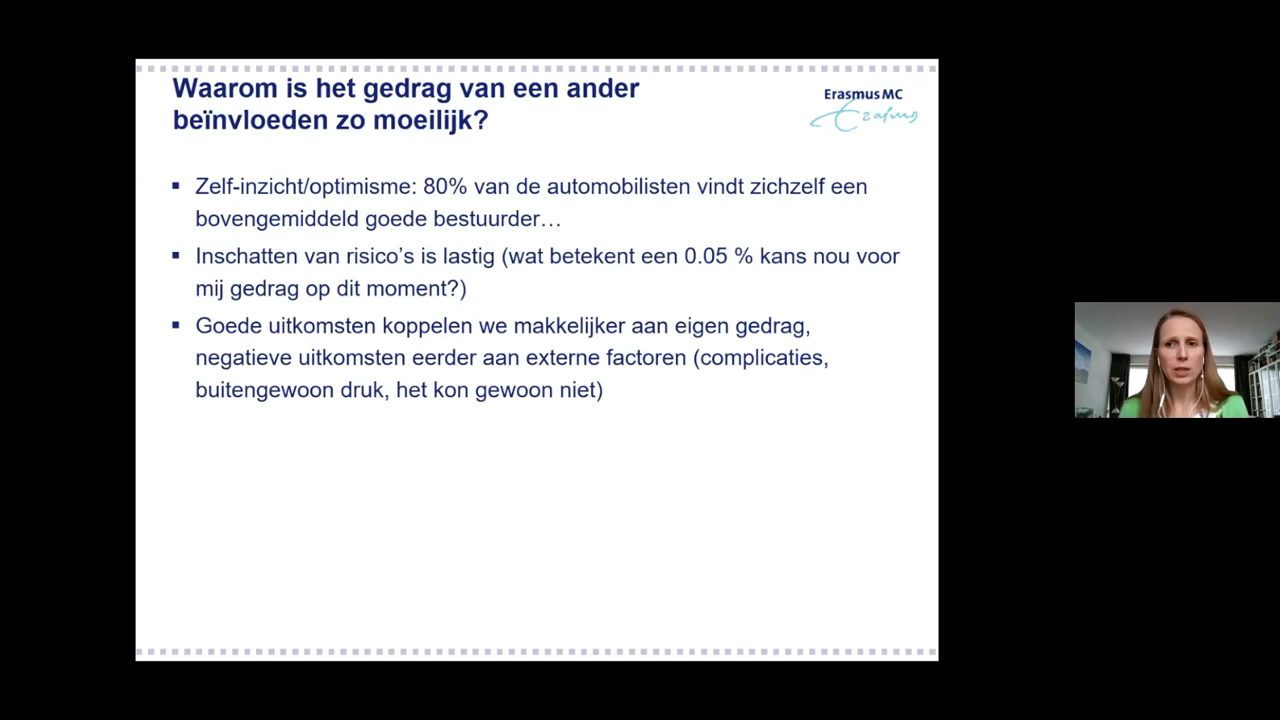 Waarom is het gedrag van een ander
beïnvloeden zo moeilijk?
Erasmus MC
Erasmus
▪ Zelf-inzicht/optimisme: 80% van de automobilisten vindt zichzelf een
bovengemiddeld goede bestuurder…
▪ Inschatten van risico’s is lastig (wat betekent een 0.05 % kans nou voor
mij gedrag op dit moment?)
▪ Goede uitkomsten koppelen we makkelijker aan eigen gedrag,
negatieve uitkomsten eerder aan externe factoren (complicaties,
buitengewoon druk, het kon gewoon niet)